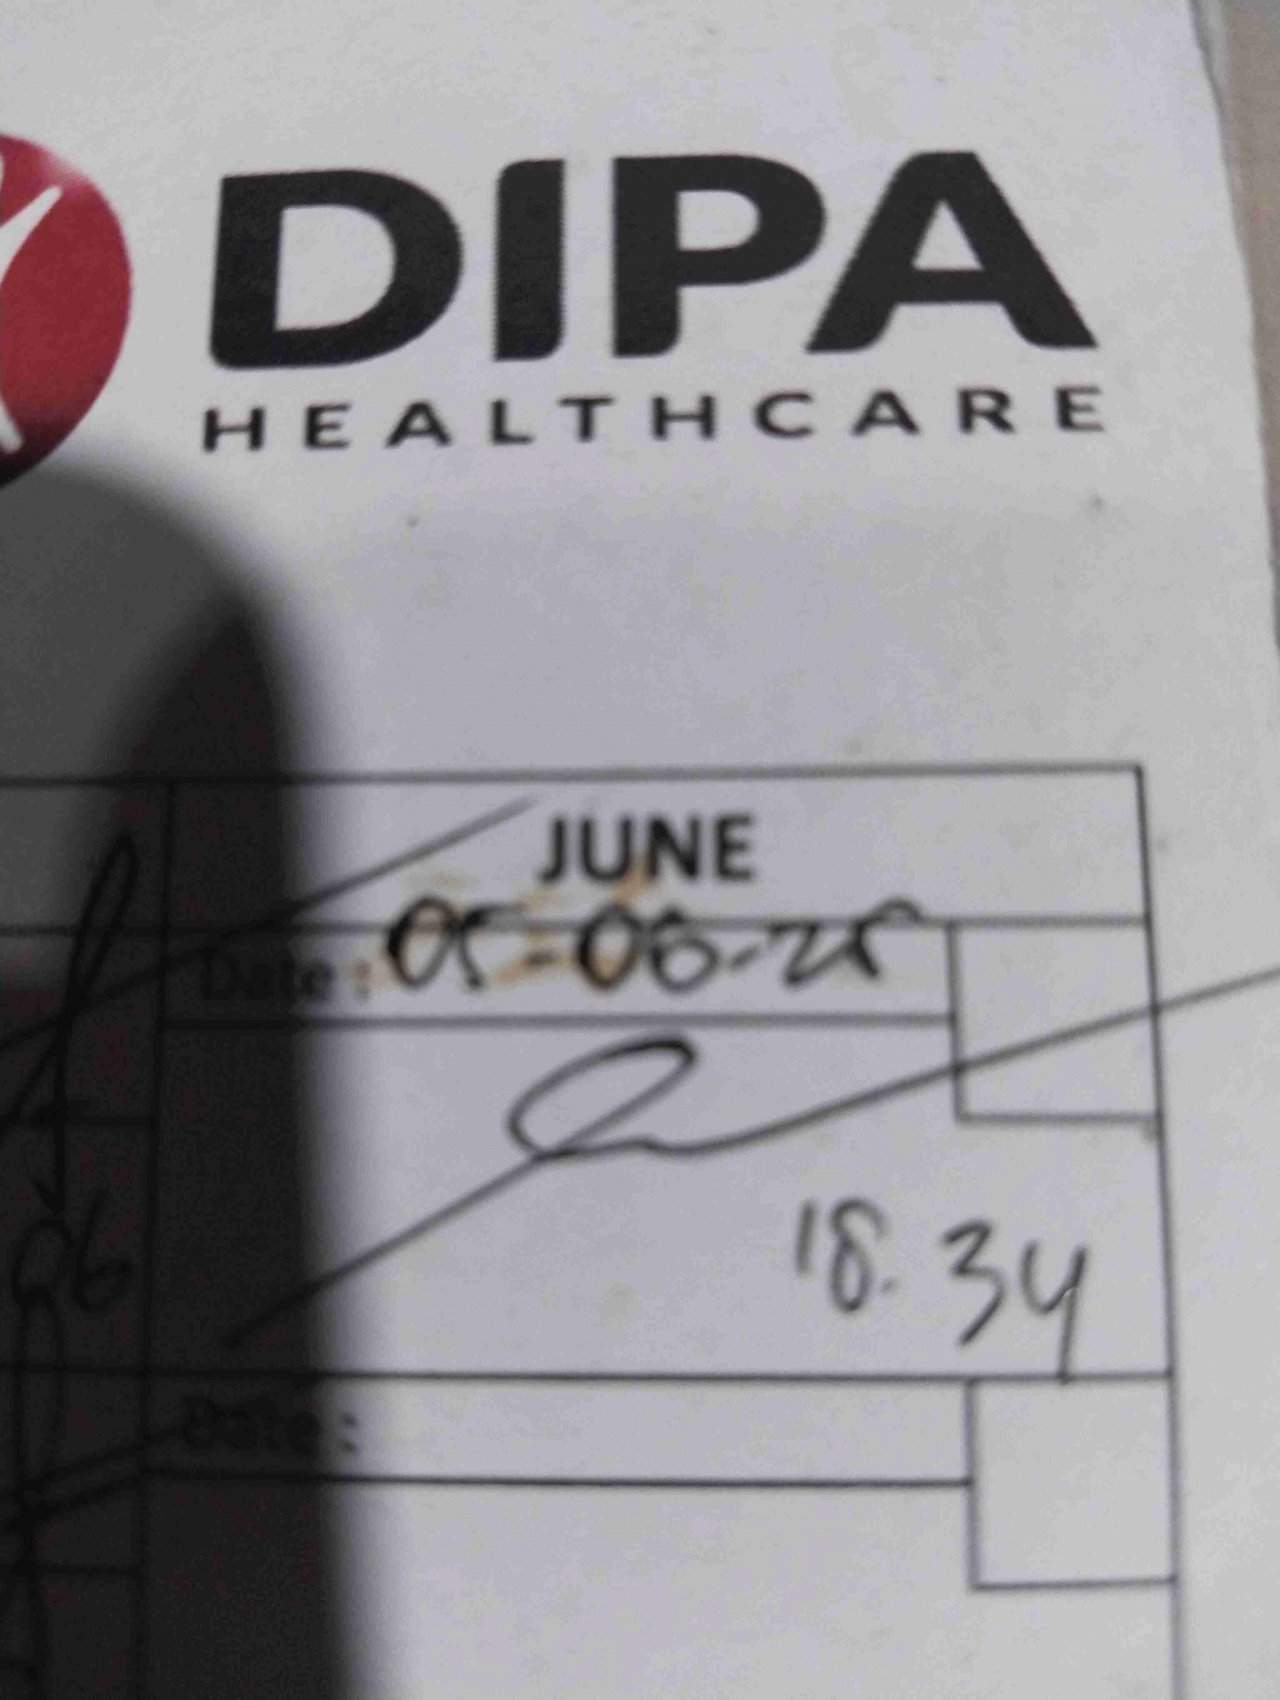 DIPA
HEALTHCARE
JUNE
Date : 05-06-25
18.34
Date :